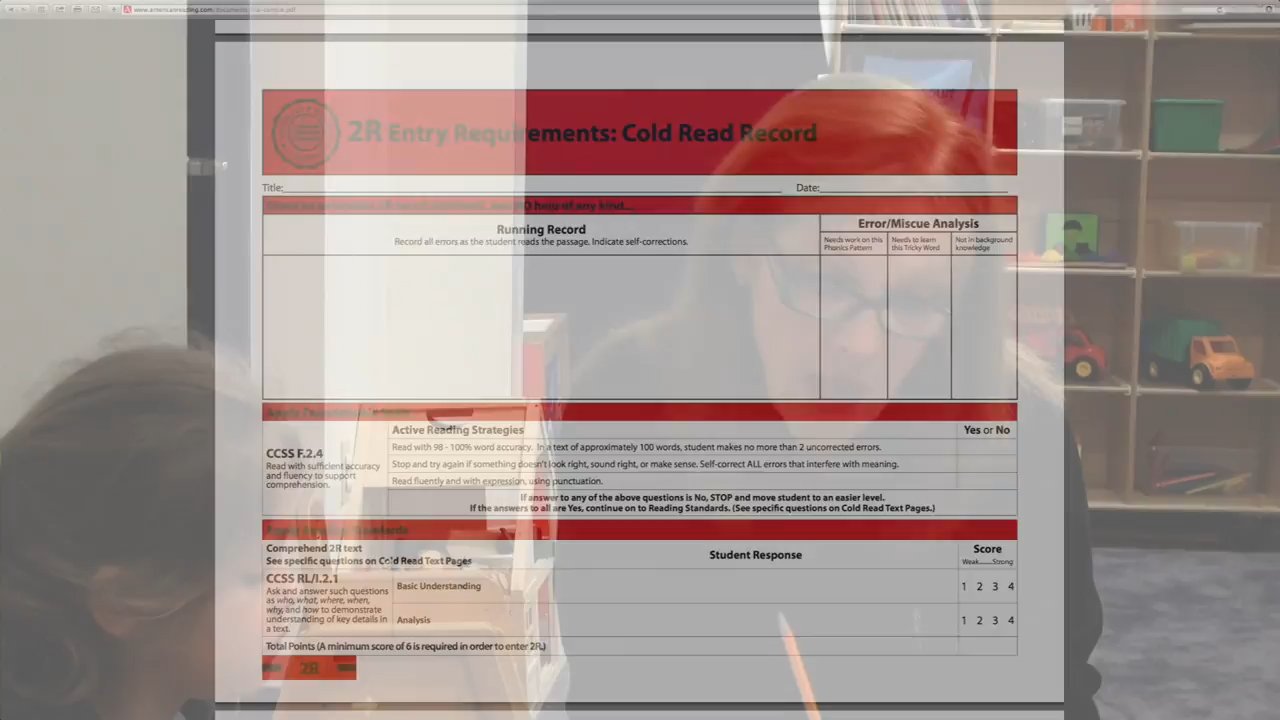 2R Entry Requirements: Cold Read Record
Title: Date:
help of any kind...
Running Record
Record all errors as the student reads the passage. Indicate self-corrections.
Error/Miscue Analysis
Needs work on this Phonics Pattern
Needs to learn this Tricky Word
Not in background knowledge
Active Reading Strategies
Yes or No
CCSS F.2.4
Read with sufficient accuracy
and fluency to support
comprehension.
Read with 98 - 100% word accuracy. In a text of approximately 100 words, student makes no more than 2 uncorrected errors.
Stop and try again if something doesn't look right, sound right, or make sense. Self-correct ALL errors that interfere with meaning.
Read fluently and with expression, using punctuation.
If answer to any of the above questions is No, STOP and move student to an easier level.
If the answers to all are Yes, continue on to Reading Standards. (See specific questions on Cold Read Text Pages.)
Standards
Comprehend 2R text
See specific questions on Cold Read Text Pages
Student Response
Score
Weak Strong
CCSS RL/I.2.1
Ask and answer such questions
as who, what, where, when,
why, and how to demonstrate
understanding of key details in
a text.
Basic Understanding
1 2 3 4
Analysis
1 2 3 4
Total Points (A minimum score of 6 is required in order to enter 2R.)
2R